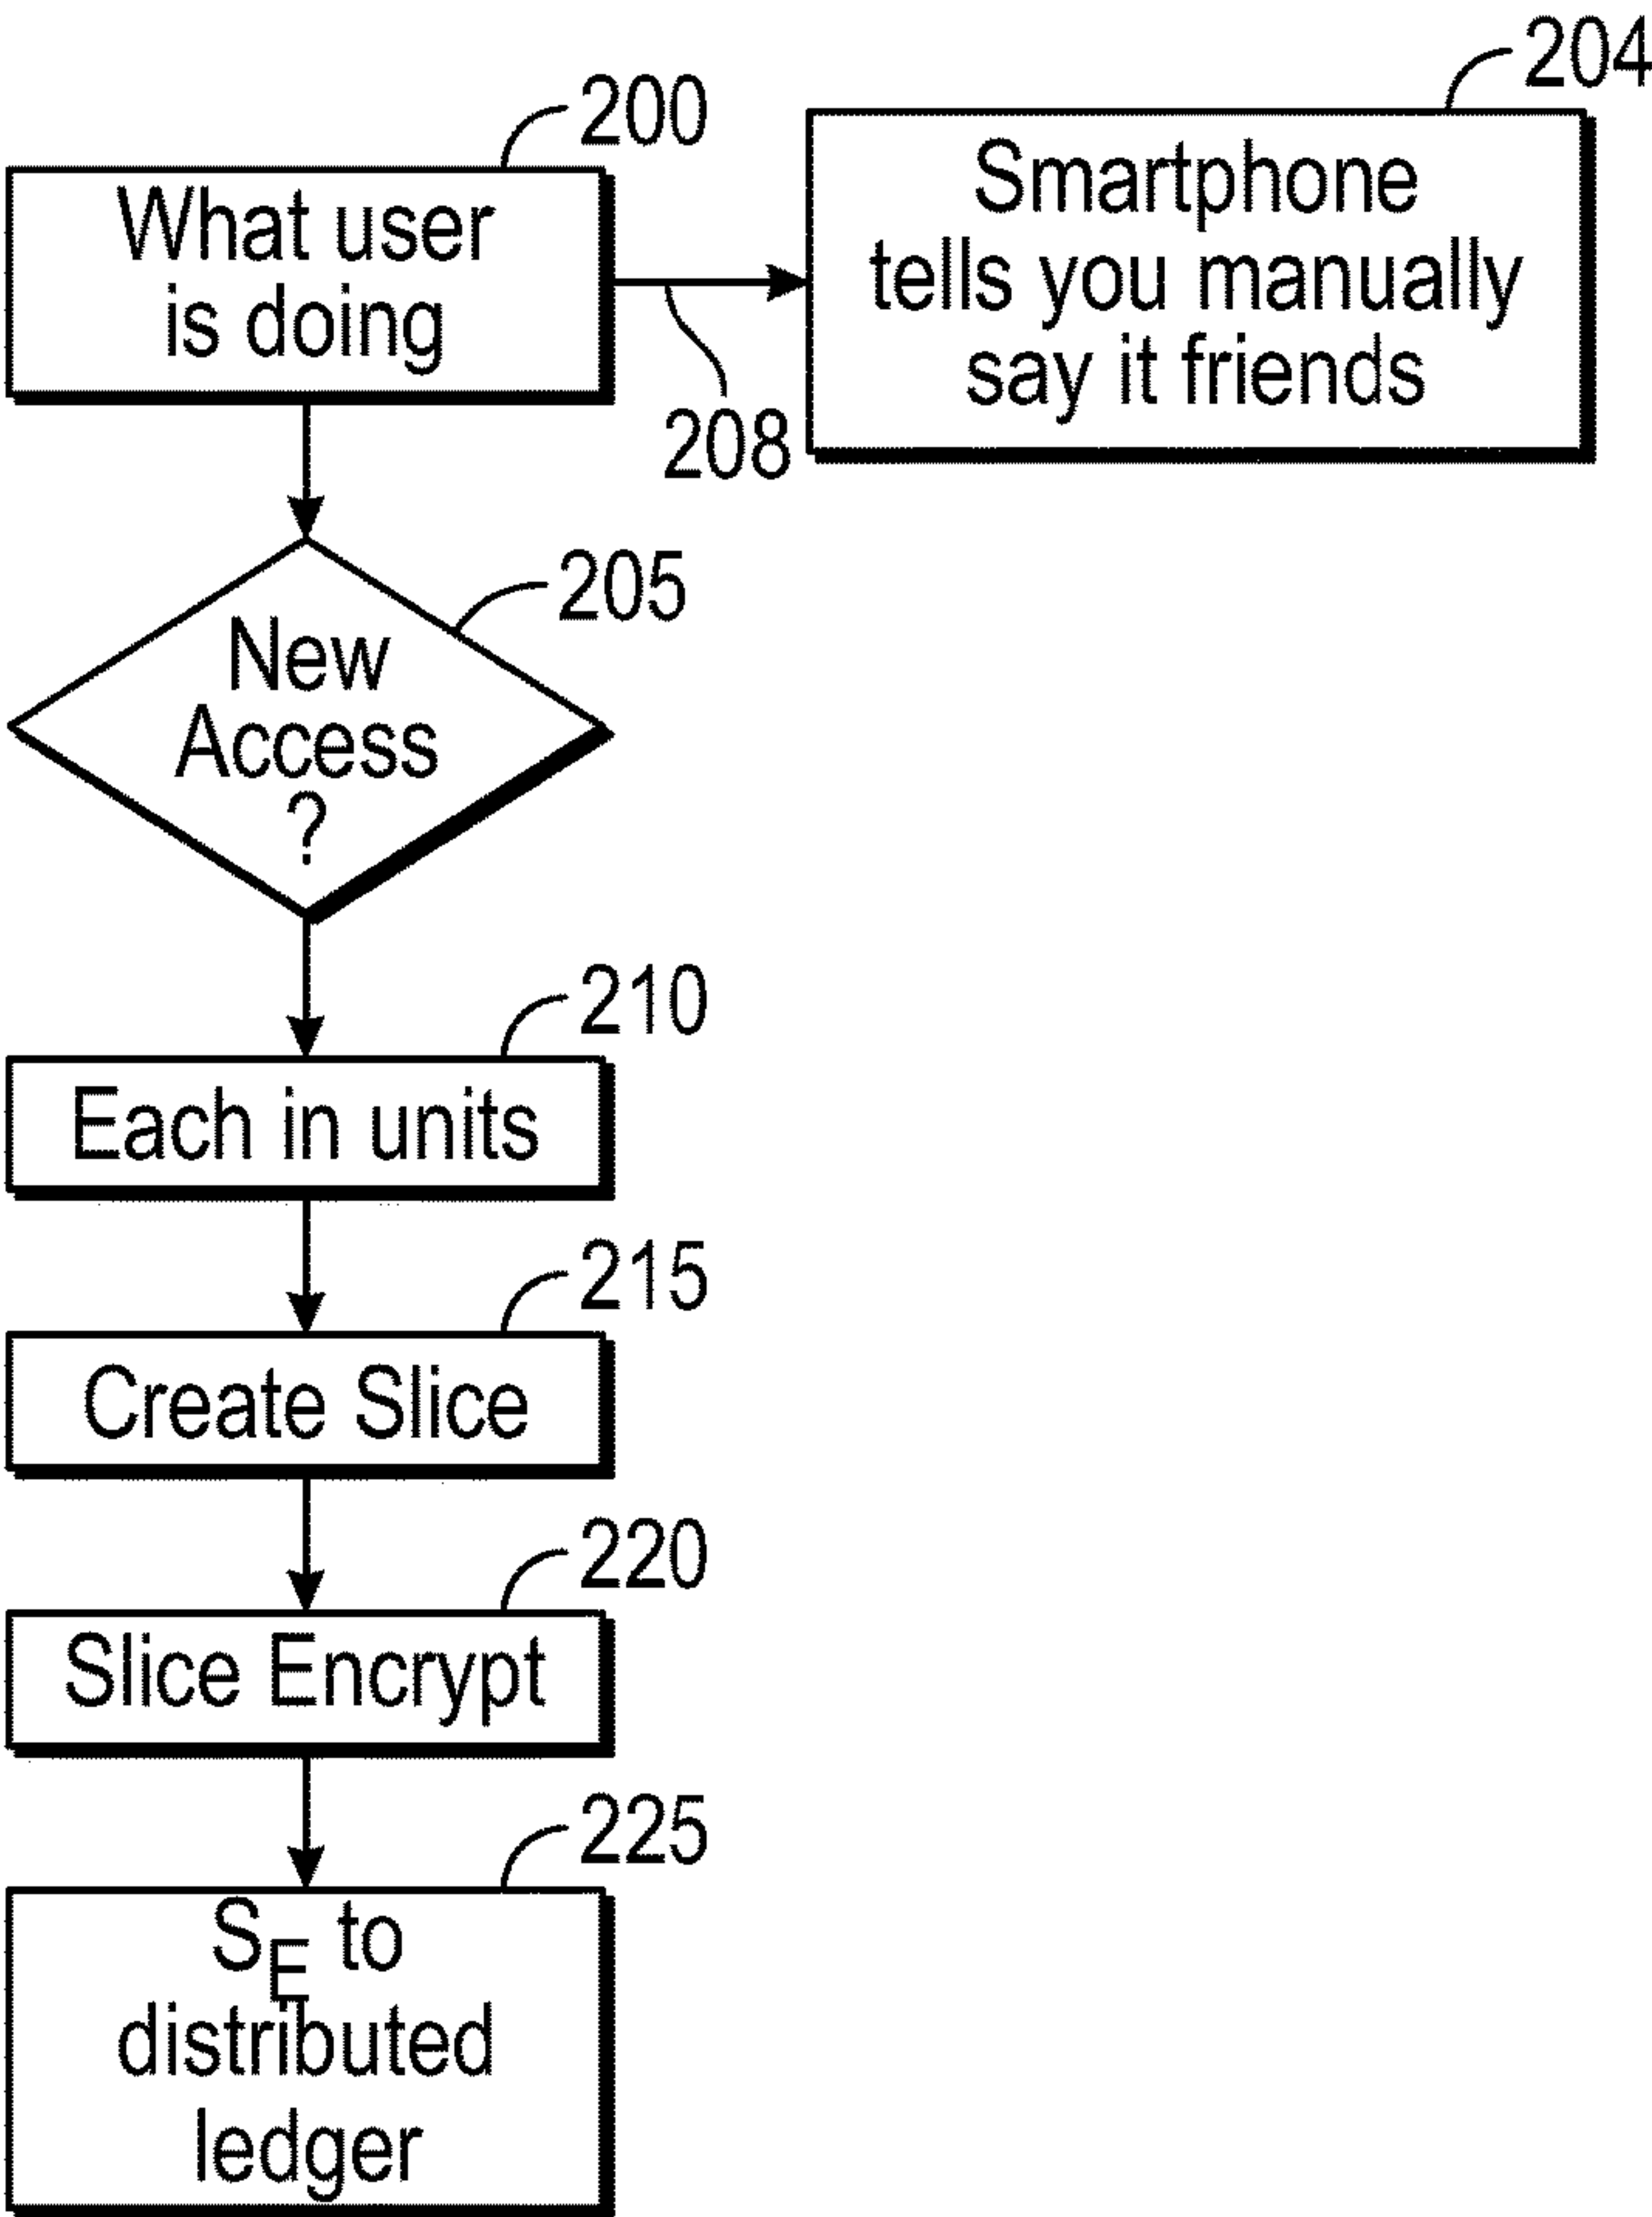 200
What user
is doing
204
Smartphone
tells you manually
say it friends
208
205
New
Access
?
210
Each in units
215
Create Slice
220
Slice Encrypt
225
S_E to
distributed
ledger